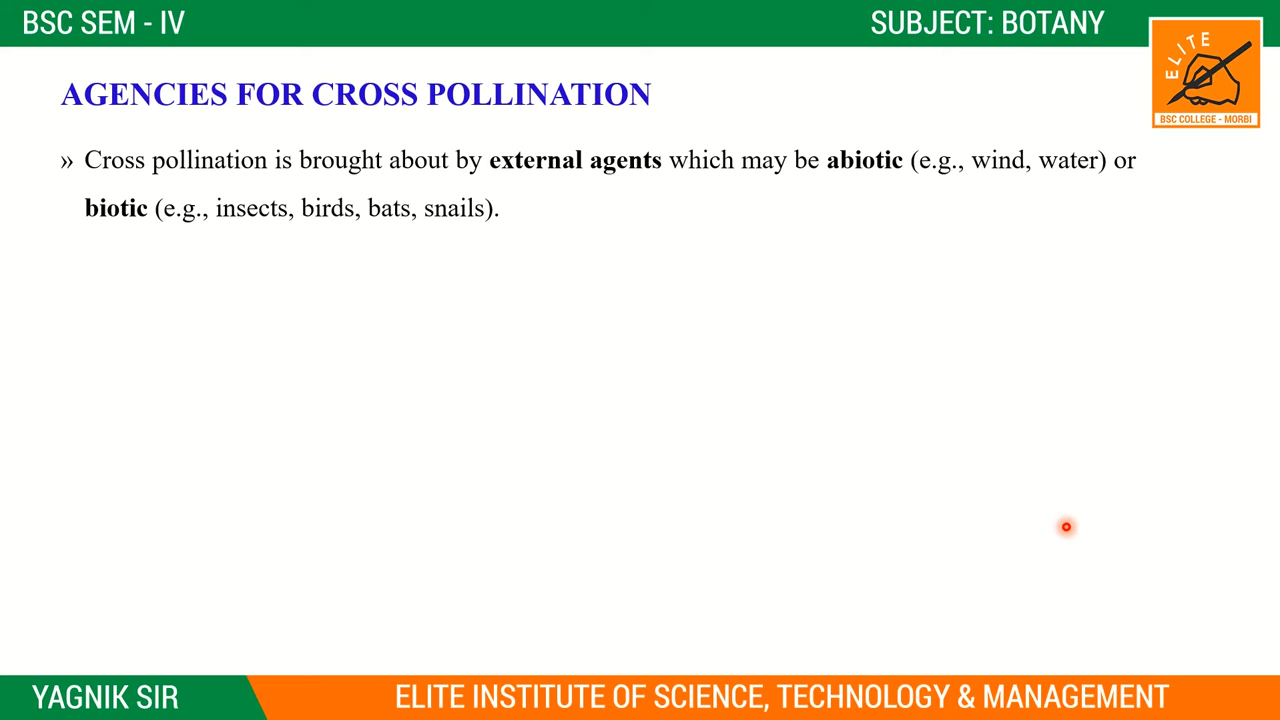 BSC SEM - IV
SUBJECT: BOTANY
ELITE
BSC COLLEGE - MORBI
AGENCIES FOR CROSS POLLINATION
» Cross pollination is brought about by external agents which may be abiotic (e.g., wind, water) or
biotic (e.g., insects, birds, bats, snails).
YAGNIK SIR
ELITE INSTITUTE OF SCIENCE, TECHNOLOGY & MANAGEMENT